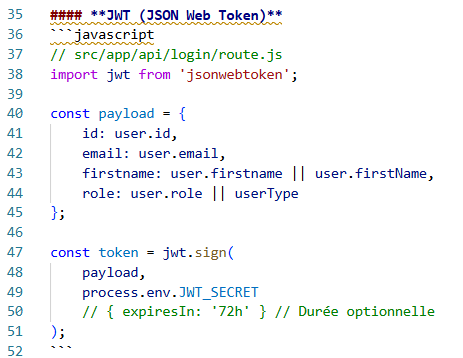 35 #### **JWT (JSON Web Token)**
36 ```javascript
37 // src/app/api/login/route.js
38 import jwt from 'jsonwebtoken';
39
40 const payload = {
41     id: user.id,
42     email: user.email,
43     firstname: user.firstname || user.firstName,
44     role: user.role || userType
45 };
46
47 const token = jwt.sign(
48     payload,
49     process.env.JWT_SECRET
50     // { expiresIn: '72h' } // Durée optionnelle
51 );
52 ```